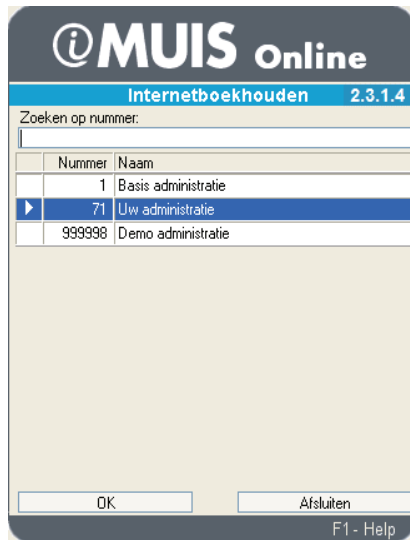 iMUIS Online
Internetboekhouden 2.3.1.4
Zoeken op nummer:
Nummer Naam
1 Basis administratie
71 Uw administratie
999998 Demo administratie
OK Afsluiten
F1 - Help